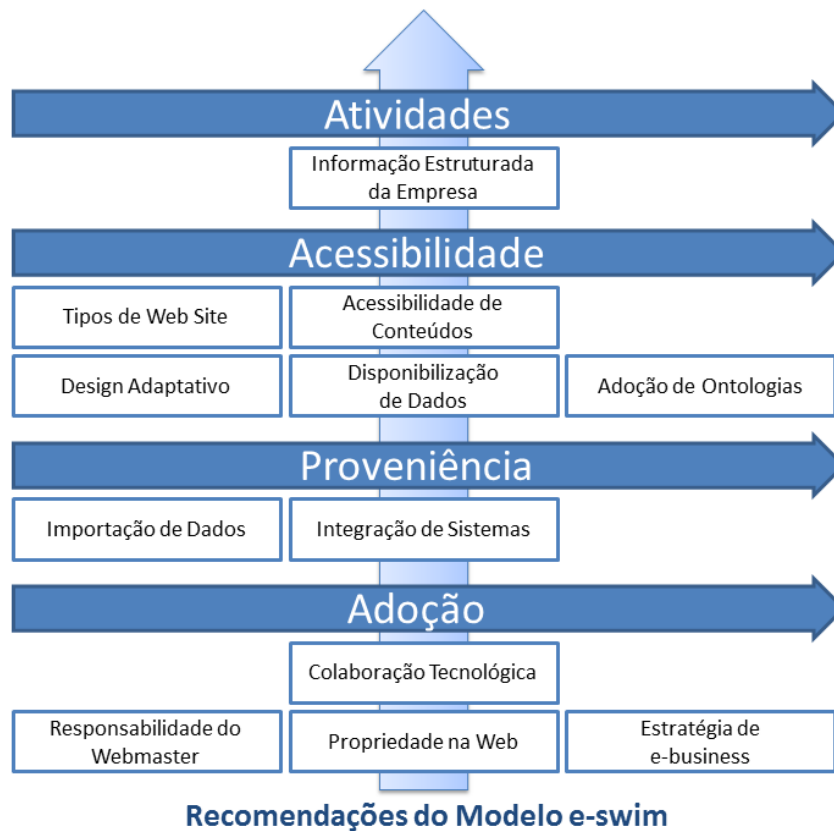 Atividades
Informação Estruturada
da Empresa
Acessibilidade
Tipos de Web Site
Acessibilidade de
Conteúdos
Design Adaptativo
Disponibilização
de Dados
Adoção de Ontologias
Proveniência
Importação de Dados
Integração de Sistemas
Adoção
Colaboração Tecnológica
Responsabilidade do
Webmaster
Propriedade na Web
Estratégia de
e-business
Recomendações do Modelo e-swim